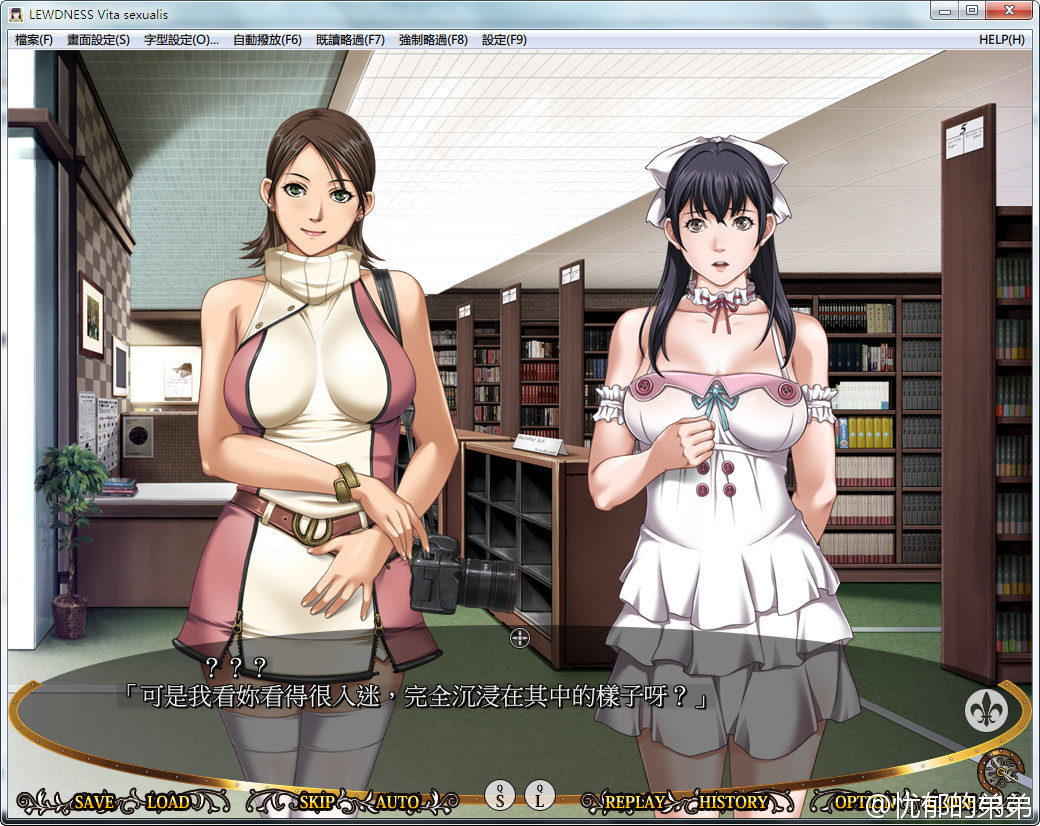 LEWDNESS Vita sexualis
檔案(F) 畫面設定(S) 字型設定(O)... 自動撥放(F6) 既讀略過(F7) 強制略過(F8) 設定(F9) HELP(H)
5
？？？
「可是我看妳看得很入迷，完全沉浸在其中的樣子呀？」
SAVE LOAD SKIP AUTO Q S Q L REPLAY HISTORY
@忧郁的弟弟